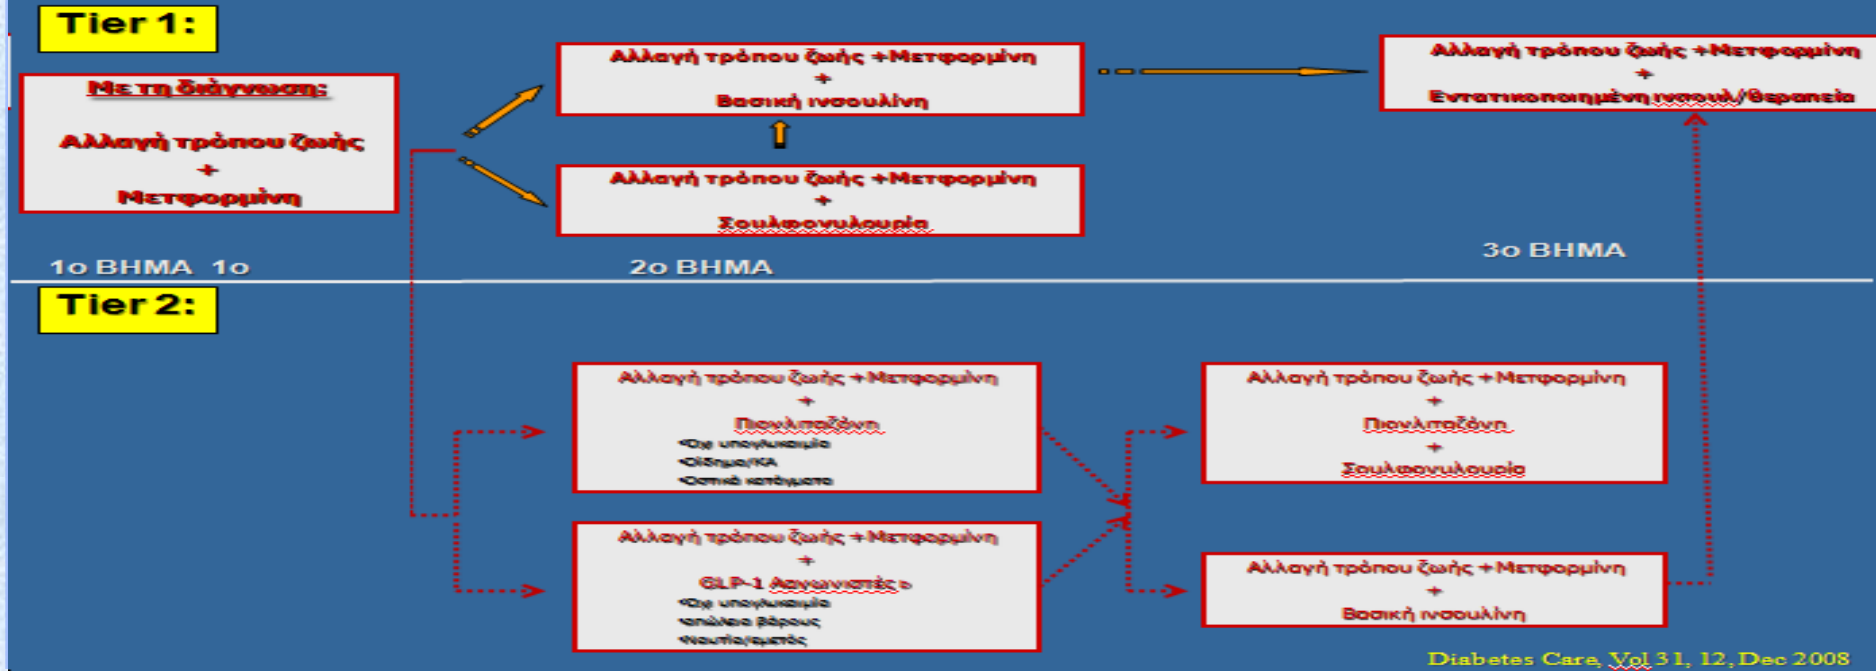 Tier 1:
Με τη διάγνωση:
Αλλαγή τρόπου ζωής
+
Μετφορμίνη
Αλλαγή τρόπου ζωής +Μετφορμίνη
+
Βασική ινσουλίνη
Αλλαγή τρόπου ζωής +Μετφορμίνη
+
Σουλφονυλουρία
Αλλαγή τρόπου ζωής +Μετφορμίνη
+
Εντατικοποιημένη ινσουλ/θεραπεία
1ο ΒΗΜΑ 1ο
2ο ΒΗΜΑ
3ο ΒΗΜΑ
Tier 2:
Αλλαγή τρόπου ζωής +Μετφορμίνη
+
Πιογλιταζόνη
•Όχι υπογλυκαιμία
•Οίδημα/ΚΑ
•Οστικά κατάγματα
Αλλαγή τρόπου ζωής +Μετφορμίνη
+
GLP-1 Αγωνιστές
•Όχι υπογλυκαιμία
•απώλεια βάρους
•Ναυτία/εμετός
Αλλαγή τρόπου ζωής +Μετφορμίνη
+
Πιογλιταζόνη
+
Σουλφονυλουρία
Αλλαγή τρόπου ζωής +Μετφορμίνη
+
Βασική ινσουλίνη
Diabetes Care, Vol 31, 12, Dec 2008